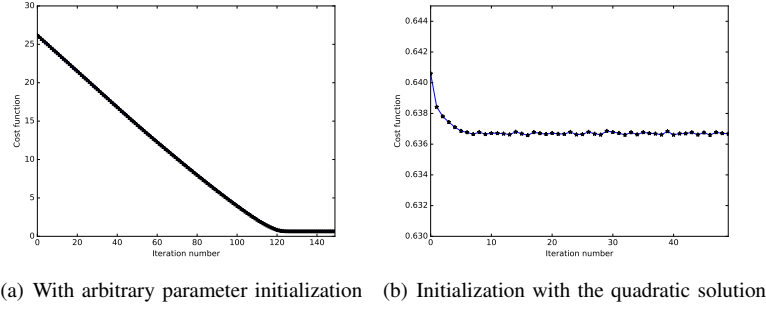 30
25
20
15
10
5
0
Cost function
0 20 40 60 80 100 120 140
Iteration number
(a) With arbitrary parameter initialization
0.644
0.642
0.640
0.638
0.636
0.634
0.632
0.630
Cost function
0 10 20 30 40
Iteration number
(b) Initialization with the quadratic solution